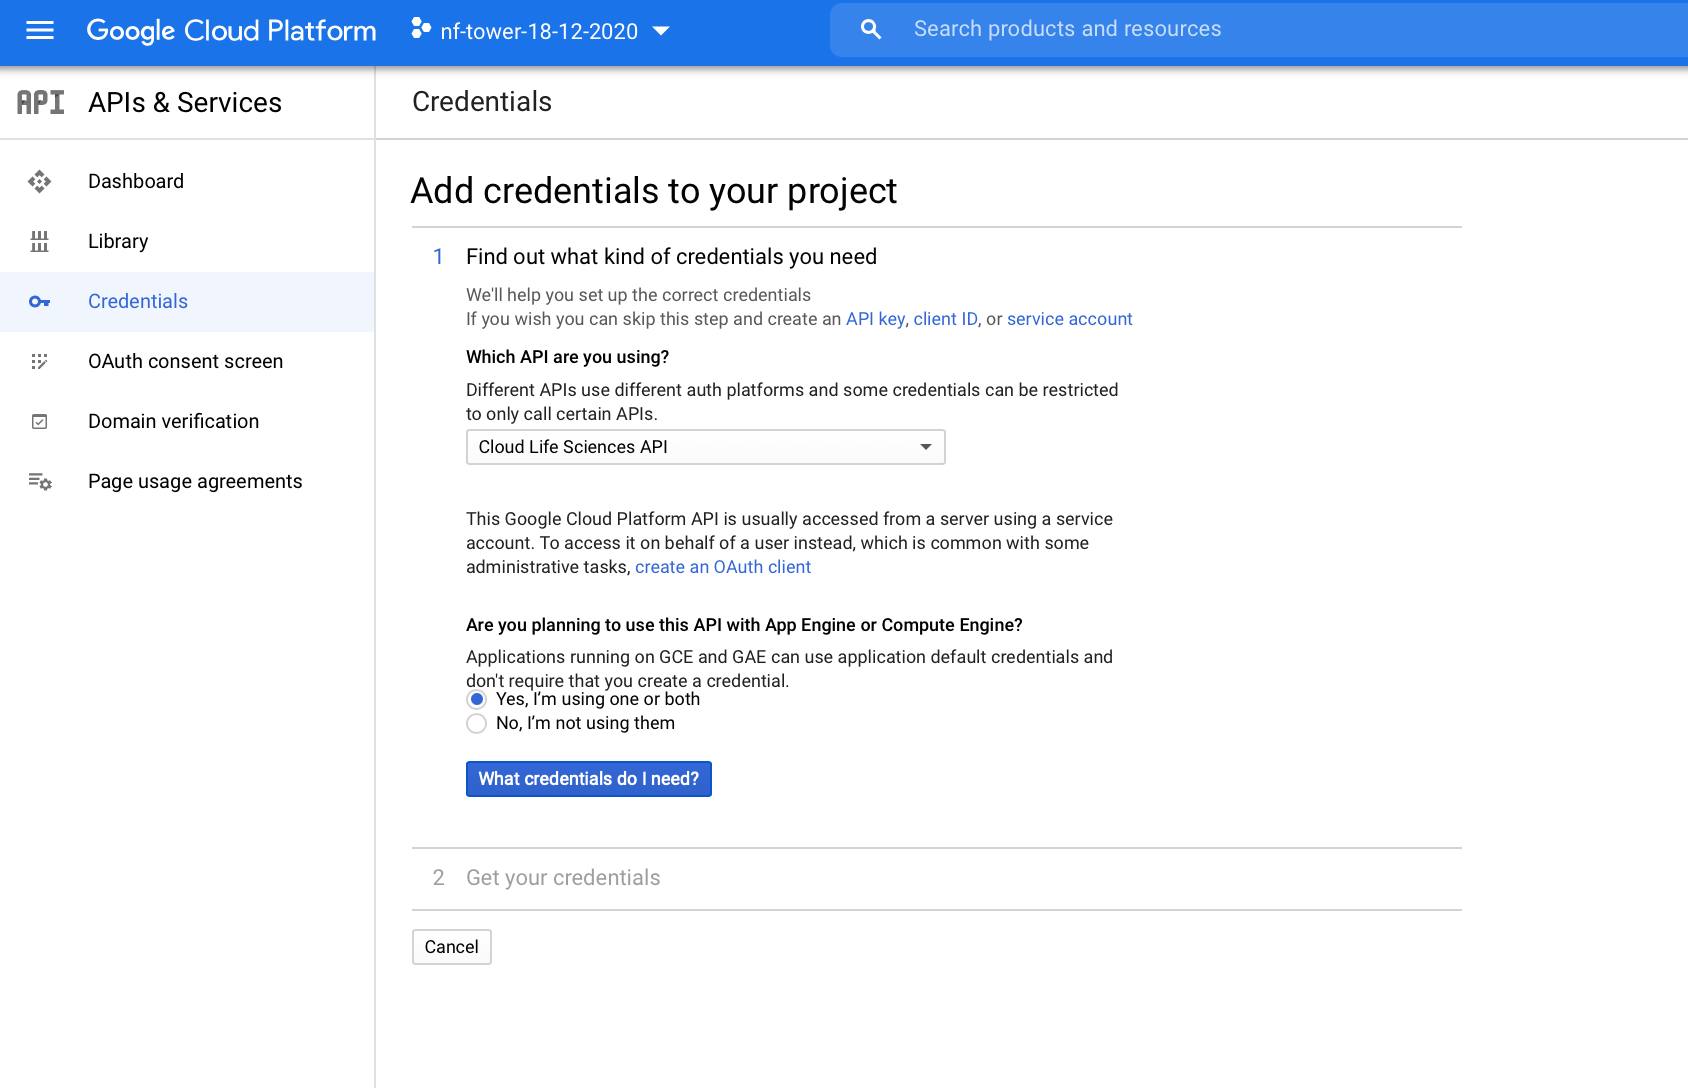 Google Cloud Platform
nf-tower-18-12-2020
Search products and resources
API APIs & Services
Credentials
Dashboard
Library
Credentials
OAuth consent screen
Domain verification
Page usage agreements
Add credentials to your project
1 Find out what kind of credentials you need
We'll help you set up the correct credentials
If you wish you can skip this step and create an API key, client ID, or service account
Which API are you using?
Different APIs use different auth platforms and some credentials can be restricted
to only call certain APIs.
Cloud Life Sciences API
This Google Cloud Platform API is usually accessed from a server using a service
account. To access it on behalf of a user instead, which is common with some
administrative tasks, create an OAuth client
Are you planning to use this API with App Engine or Compute Engine?
Applications running on GCE and GAE can use application default credentials and
don't require that you create a credential.
Yes, I’m using one or both
No, I’m not using them
What credentials do I need?
2 Get your credentials
Cancel